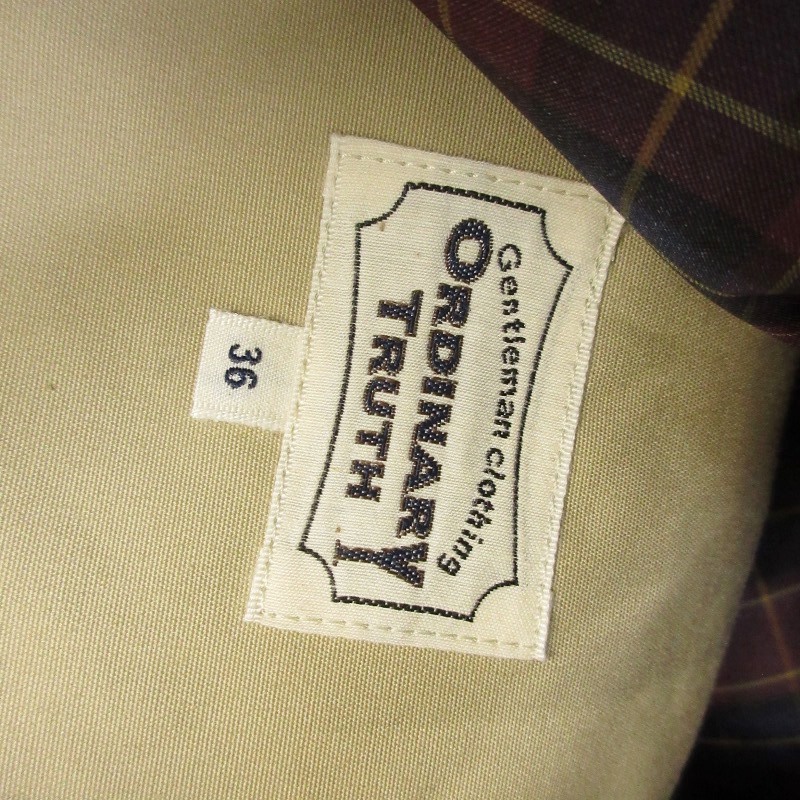 Gentleman clothing
ORDINARY
TRUTH
36